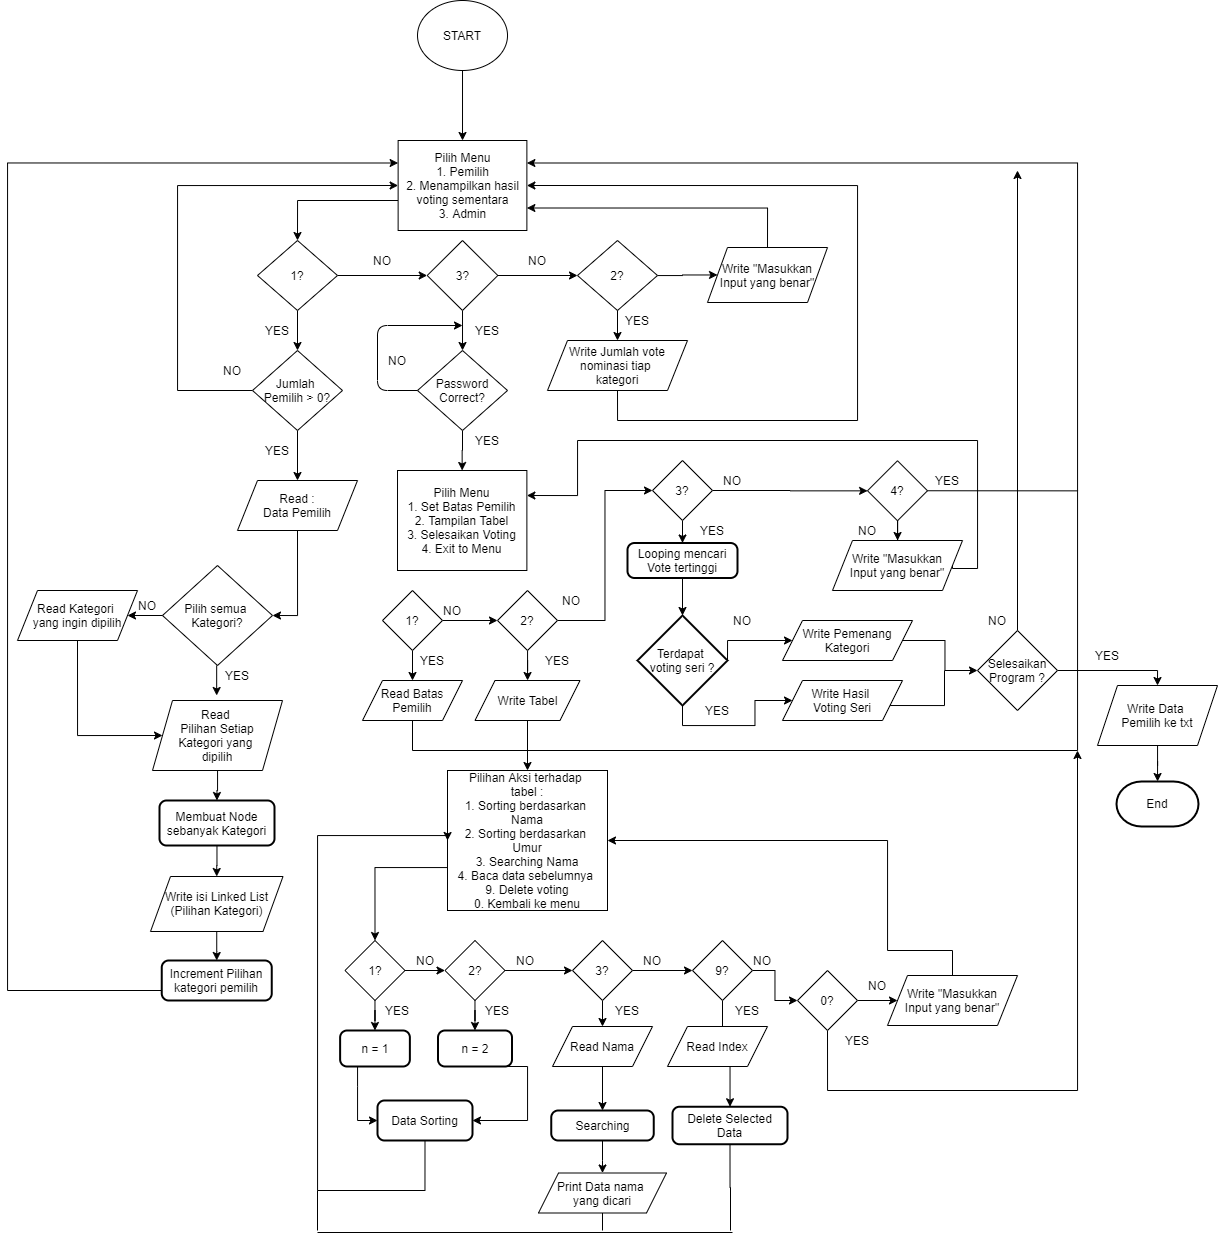 START
Pilih Menu
1. Pemilih
2. Menampilkan hasil
voting sementara
3. Admin
1?
NO
3?
NO
2?
Write "Masukkan
Input yang benar"
YES
YES
YES
NO
Jumlah
Pemilih > 0?
NO
Password
Correct?
Write Jumlah vote
nominasi tiap
kategori
YES
YES
Read :
Data Pemilih
Pilih Menu
1. Set Batas Pemilih
2. Tampilan Tabel
3. Selesaikan Voting
4. Exit to Menu
3?
NO
4?
YES
YES
NO
Looping mencari
Vote tertinggi
Write "Masukkan
Input yang benar"
Read Kategori
yang ingin dipilih
NO
Pilih semua
Kategori?
YES
1?
NO
2?
NO
YES
YES
Read Batas
Pemilih
Write Tabel
Terdapat
voting seri ?
NO
YES
Write Pemenang
Kategori
Write Hasil
Voting Seri
NO
Selesaikan
Program ?
YES
Write Data
Pemilih ke txt
End
Read
Pilihan Setiap
Kategori yang
dipilih
Membuat Node
sebanyak Kategori
Write isi Linked List
(Pilihan Kategori)
Increment Pilihan
kategori pemilih
Pilihan Aksi terhadap
tabel :
1. Sorting berdasarkan
Nama
2. Sorting berdasarkan
Umur
3. Searching Nama
4. Baca data sebelumnya
9. Delete voting
0. Kembali ke menu
1?
NO
2?
NO
3?
NO
9?
NO
0?
NO
Write "Masukkan
Input yang benar"
YES
YES
YES
YES
YES
n = 1
n = 2
Read Nama
Read Index
Data Sorting
Searching
Delete Selected
Data
Print Data nama
yang dicari